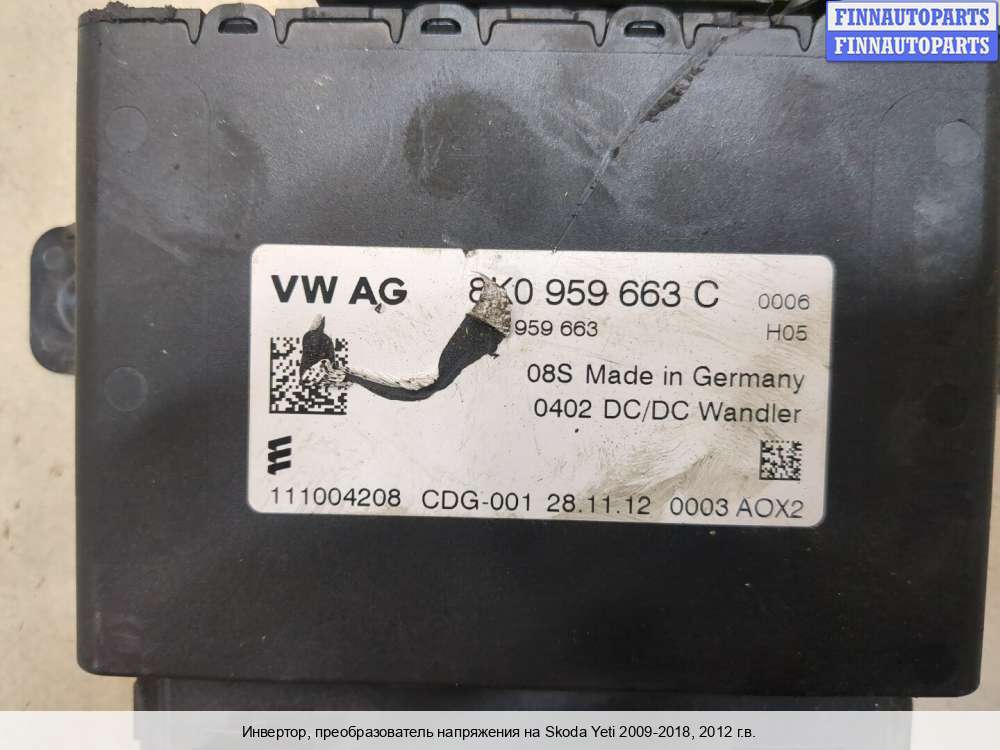 FINNAUTOPARTS
FINNAUTOPARTS
VW AG 8K0 959 663 C 0006
959 663 H05
08S Made in Germany
0402 DC/DC Wandler
111004208 CDG-001 28.11.12 0003 AOX2
Инвертор, преобразователь напряжения на Skoda Yeti 2009-2018, 2012 г.в.